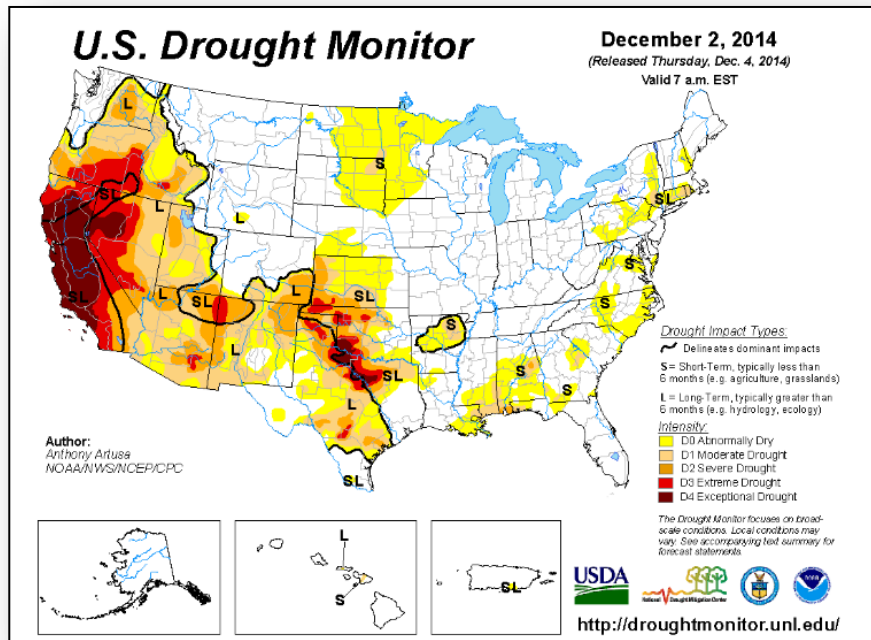 U.S. Drought Monitor
December 2, 2014
(Released Thursday, Dec. 4, 2014)
Valid 7 a.m. EST
L
S
SL
SL
L
L
S
SL
L
SL
L
SL
S
S
L
SL
S
L
S
SL
Drought Impact Types:
Delineates dominant impacts
S = Short-Term, typically less than
6 months (e.g. agriculture, grasslands)
L = Long-Term, typically greater than
6 months (e.g. hydrology, ecology)
Intensity:
D0 Abnormally Dry
D1 Moderate Drought
D2 Severe Drought
D3 Extreme Drought
D4 Exceptional Drought
Author:
Anthony Artusa
NOAA/NWS/NCEP/CPC
The Drought Monitor focuses on broad-
scale conditions. Local conditions may
vary. See accompanying text summary for
forecast statements.
L
S
SL
USDA
National Drought Mitigation Center
http://droughtmonitor.unl.edu/